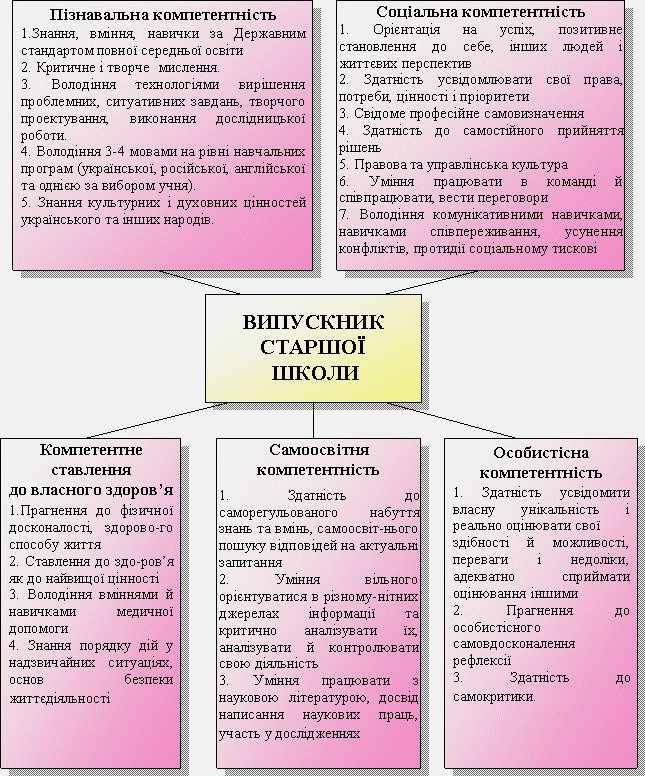 Пізнавальна компетентність
1.Знання, вміння, навички за Державним
стандартом повної середньої освіти
2. Критичне і творче мислення.
3. Володіння технологіями вирішення
проблемних, ситуативних завдань, творчого
проектування, виконання дослідницької
роботи.
4. Володіння 3-4 мовами на рівні навчальних
програм (української, російської, англійської
та однією за вибором учня).
5. Знання культурних і духовних цінностей
українського та інших народів.
Соціальна компетентність
1. Орієнтація на успіх, позитивне
становлення до себе, інших людей і
життєвих перспектив
2. Здатність усвідомлювати свої права,
потреби, цінності і пріоритети
3. Свідоме професійне самовизначення
4. Здатність до самостійного прийняття
рішень
5. Правова та управлінська культура
6. Уміння працювати в команді й
співпрацювати, вести переговори
7. Володіння комунікативними навичками,
навичками співпереживання, усунення
конфліктів, протидії соціальному тискові
ВИПУСКНИК
СТАРШОЇ
ШКОЛИ
Компетентне
ставлення
до власного здоров’я
1.Прагнення до фізичної
досконалості, здорово-го
способу життя
2. Ставлення до здо-ров’я
як до найвищої цінності
3. Володіння вміннями й
навичками медичної
допомоги
4. Знання порядку дій у
надзвичайних ситуаціях,
основ безпеки
життєдіяльності
Самоосвітня
компетентність
1. Здатність до
саморегульованого набуття
знань та вмінь, самоосвіт-нього
пошуку відповідей на актуальні
запитання
2. Уміння вільного
орієнтуватися в різному-нітних
джерелах інформації та
критично аналізувати їх,
аналізувати й контролювати
свою діяльність
3. Уміння працювати з
науковою літературою, досвід
написання наукових праць,
участь у дослідженнях
Особистісна
компетентність
1. Здатність усвідомити
власну унікальність і
реально оцінювати свої
здібності й можливості,
переваги і недоліки,
адекватно сприймати
оцінювання іншими
2. Прагнення до
особистісного
самовдосконалення
рефлексії
3. Здатність до
самокритики.